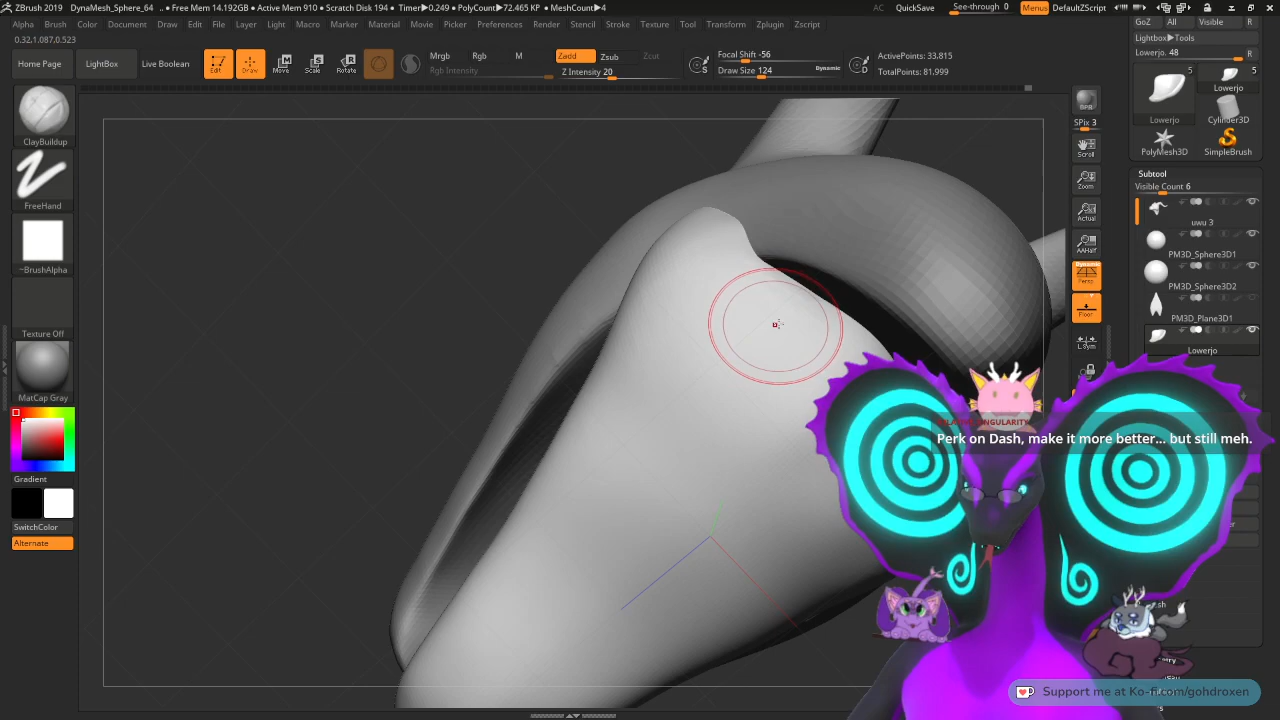 ZBrush 2019 DynaMesh_Sphere_64 • Free Mem 14.192GB • Active Mem 910 • Scratch Disk 194 • Timer▶0.249 • PolyCount▶72.465 KP • MeshCount▶4
AC QuickSave See-through 0 Menus DefaultZScript
Alpha Brush Color Document Draw Edit File Layer Light Macro Marker Material Movie Picker Preferences Render Stencil Stroke Texture Tool Transform Zplugin Zscript
GoZ All Visible R
0.32,1.087,0.523
Lightbox▶Tools
Lowerjo. 48 R
Home Page LightBox Live Boolean
Edit Draw Move Scale Rotate
Mrgb Rgb M
Rgb Intensity
Zadd Zsub Zcut
Z Intensity 20
Focal Shift -56
Draw Size 124 Dynamic
ActivePoints: 33,815
TotalPoints: 81,999
5 5
Lowerjo
Lowerjo Cylinder3D
PolyMesh3D SimpleBrush
ClayBuildup
FreeHand
~BrushAlpha
Texture Off
MatCap Gray
Gradient
SwitchColor
Alternate
BPR
SPix 3
Scroll
Zoom
Actual
AAHalf
Dynamic
Persp
Floor
L.Sym
Subtool
Visible Count 6
uwu 3
PM3D_Sphere3D1
PM3D_Sphere3D2
PM3D_Plane3D1
Lowerjo
Perk on Dash, make it more better... but still meh.
Support me at Ko-fi.com/gohdroxen